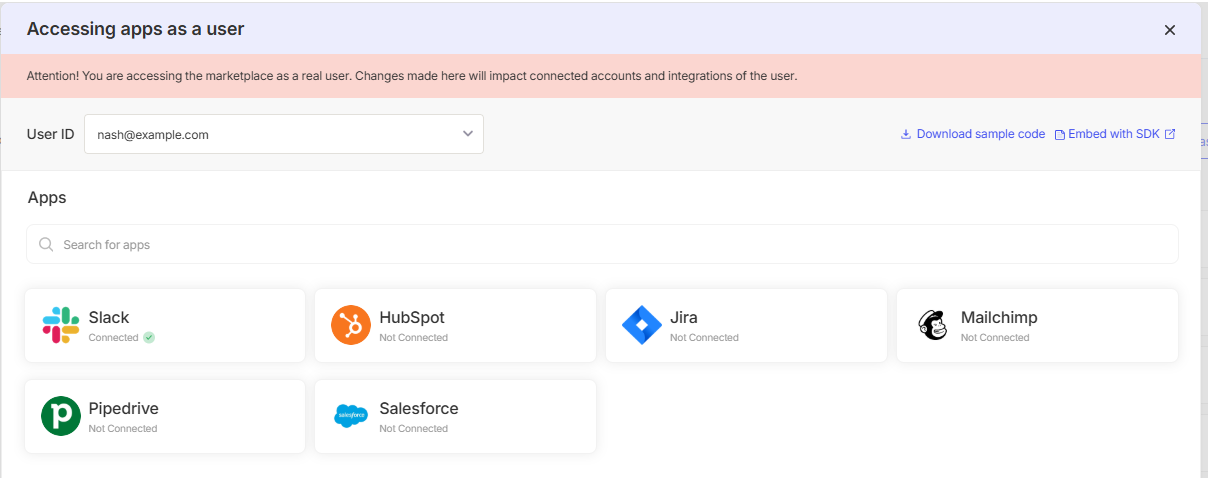 Accessing apps as a user
Attention! You are accessing the marketplace as a real user. Changes made here will impact connected accounts and integrations of the user.
User ID
nash@example.com
Download sample code
Embed with SDK
Apps
Search for apps
Slack
Connected
HubSpot
Not Connected
Jira
Not Connected
Mailchimp
Not Connected
Pipedrive
Not Connected
salesforce
Salesforce
Not Connected